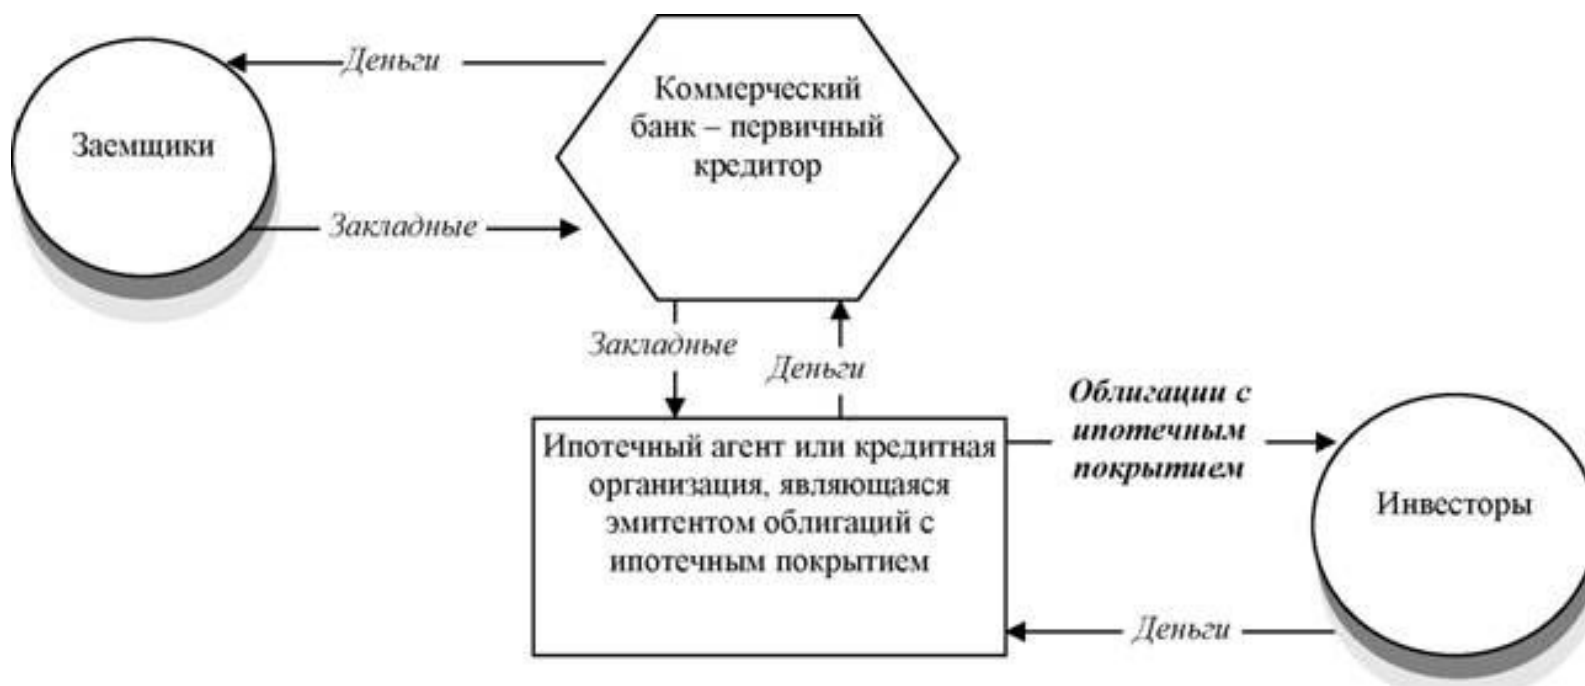 Деньги
Коммерческий
банк – первичный
кредитор
Заемщики
Закладные
Закладные
Деньги
Облигации с
ипотечным
покрытием
Ипотечный агент или кредитная
организация, являющаяся
эмитентом облигаций с
ипотечным покрытием
Инвесторы
Деньги